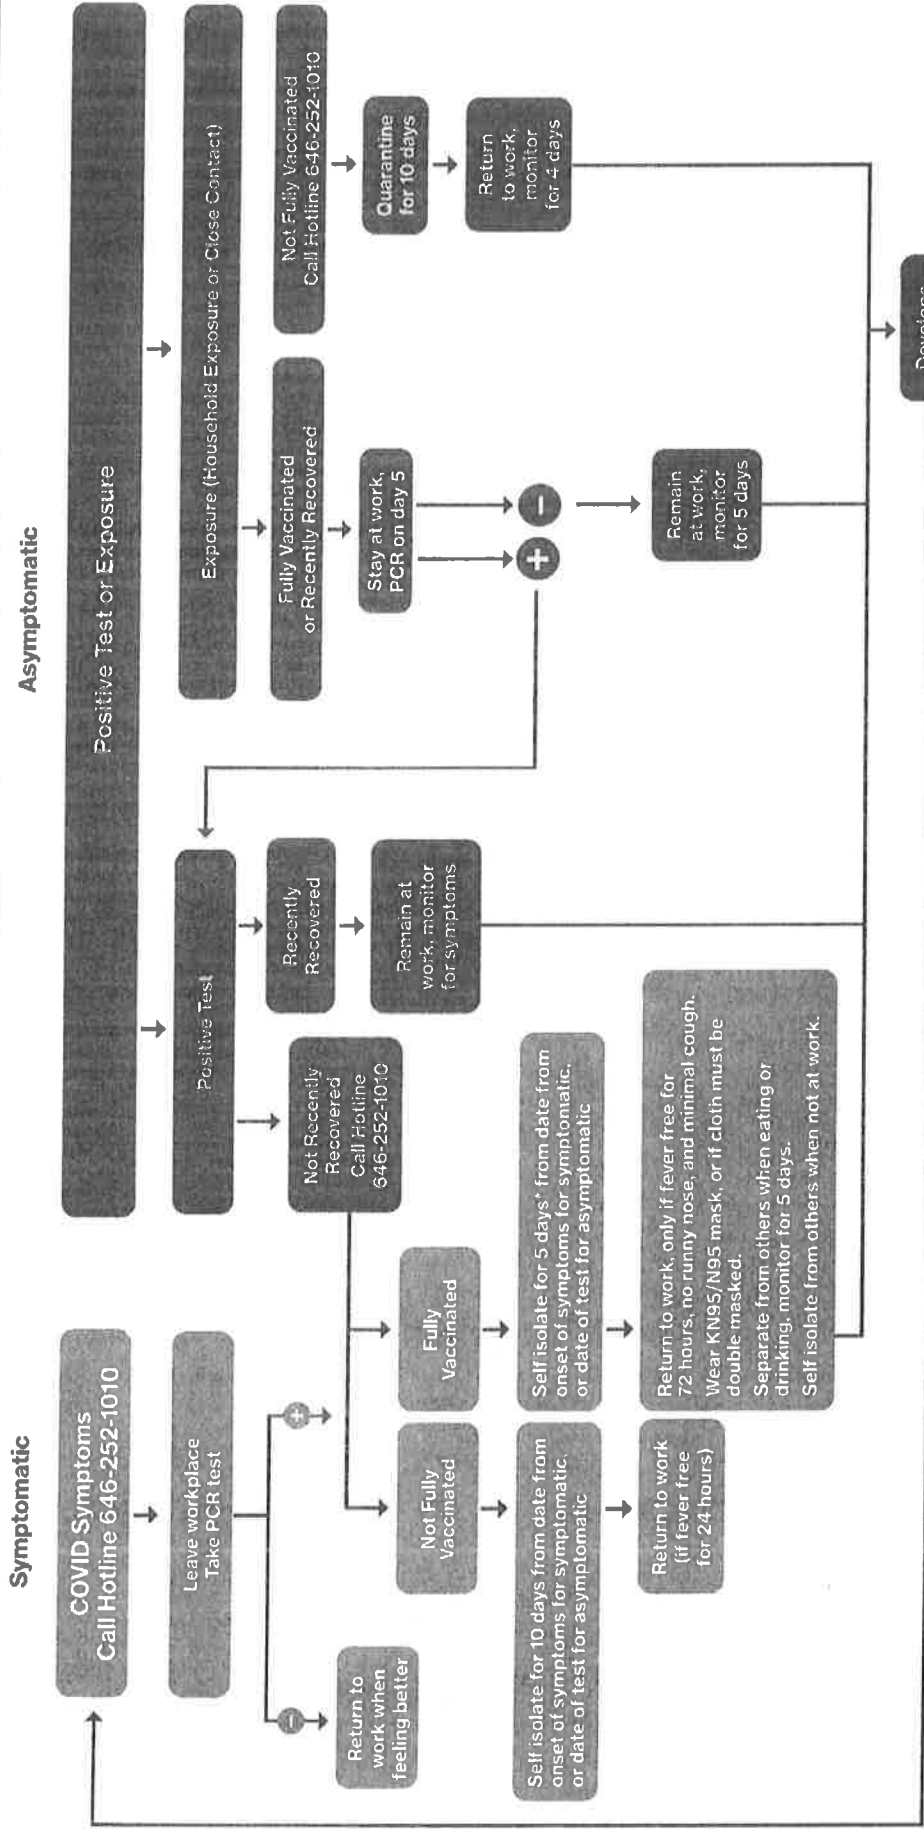 Symptomatic
COVID Symptoms
Call Hotline 646-252-1010
Leave workplace
Take PCR test
Return to
work when
feeling better
Not Fully
Vaccinated
Self isolate for 10 days from date from
onset of symptoms for symptomatic.
or date of test for asymptomatic
Return to work
(if fever free
for 24 hours)
Fully
Vaccinated
Self isolate for 5 days* from date from
onset of symptoms for symptomatic,
or date of test for asymptomatic
Return to work, only if fever free for
72 hours, no runny nose, and minimal cough.
Wear KN95/N95 mask, or if cloth must be
double masked.
Separate from others when eating or
drinking, monitor for 5 days.
Self isolate from others when not at work.
Asymptomatic
Positive Test or Exposure
Positive Test
Not Recently
Recovered
Call Hotline
646-252-1010
Recently
Recovered
Remain at
work, monitor
for symptoms
Exposure (Household Exposure or Close Contact)
Fully Vaccinated
or Recently Recovered
Stay at work,
PCR on day 5
+
−
Remain
at work,
monitor
for 5 days
Not Fully Vaccinated
Call Hotline 646-252-1010
Quarantine
for 10 days
Return
to work,
monitor
for 4 days